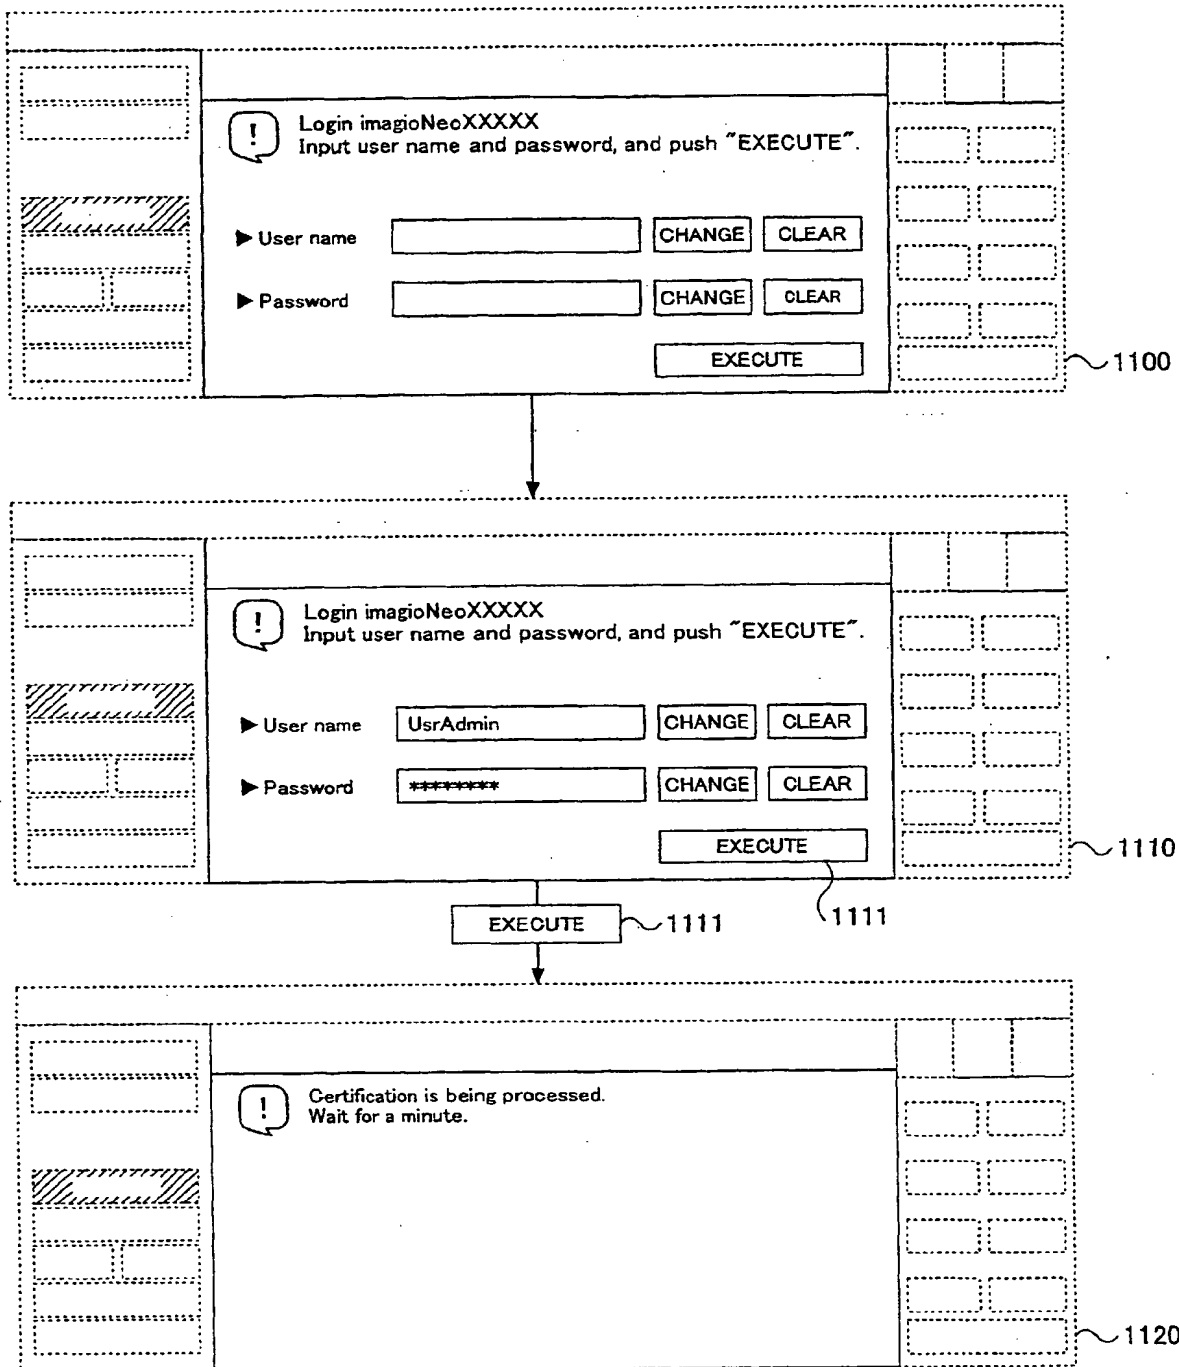 Login imagioNeoXXXXX
Input user name and password, and push ″EXECUTE″.
▶ User name CHANGE CLEAR
▶ Password CHANGE CLEAR
EXECUTE
1100
Login imagioNeoXXXXX
Input user name and password, and push ″EXECUTE″.
▶ User name UsrAdmin CHANGE CLEAR
▶ Password ******** CHANGE CLEAR
EXECUTE
1110
1111
EXECUTE 1111
!
Certification is being processed.
Wait for a minute.
1120